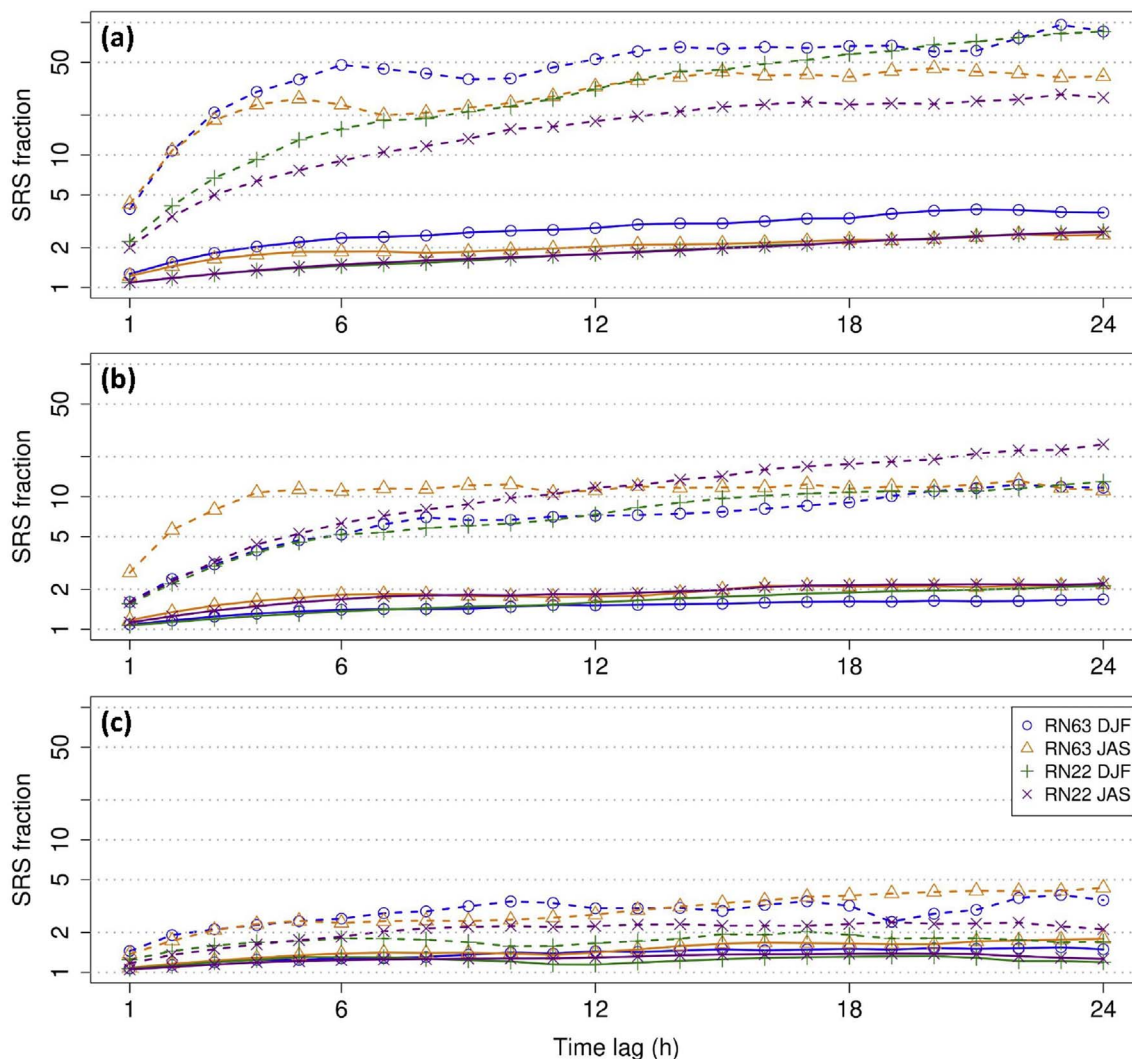 (a)
SRS fraction
50
10
5
2
1
1 6 12 18 24
(b)
SRS fraction
50
10
5
2
1
1 6 12 18 24
(c)
RN63 DJF
RN63 JAS
RN22 DJF
RN22 JAS
SRS fraction
50
10
5
2
1
1 6 12 18 24
Time lag (h)